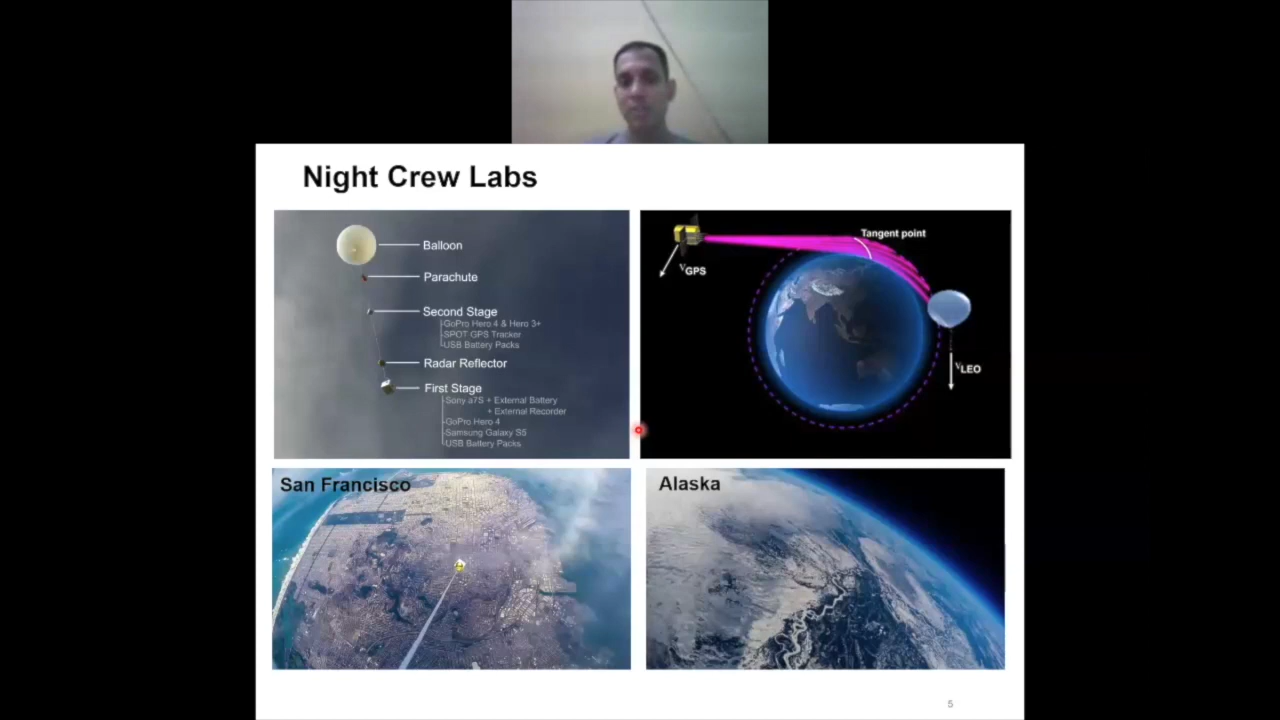 Night Crew Labs
Balloon
Parachute
Second Stage
GoPro Hero 4 & Hero 3+
SPOT GPS Tracker
USB Battery Packs
Radar Reflector
First Stage
Sony a7S + External Battery
+ External Recorder
GoPro Hero 4
Samsung Galaxy S5
USB Battery Packs
Tangent point
VGPS
VLEO
San Francisco
Alaska
5